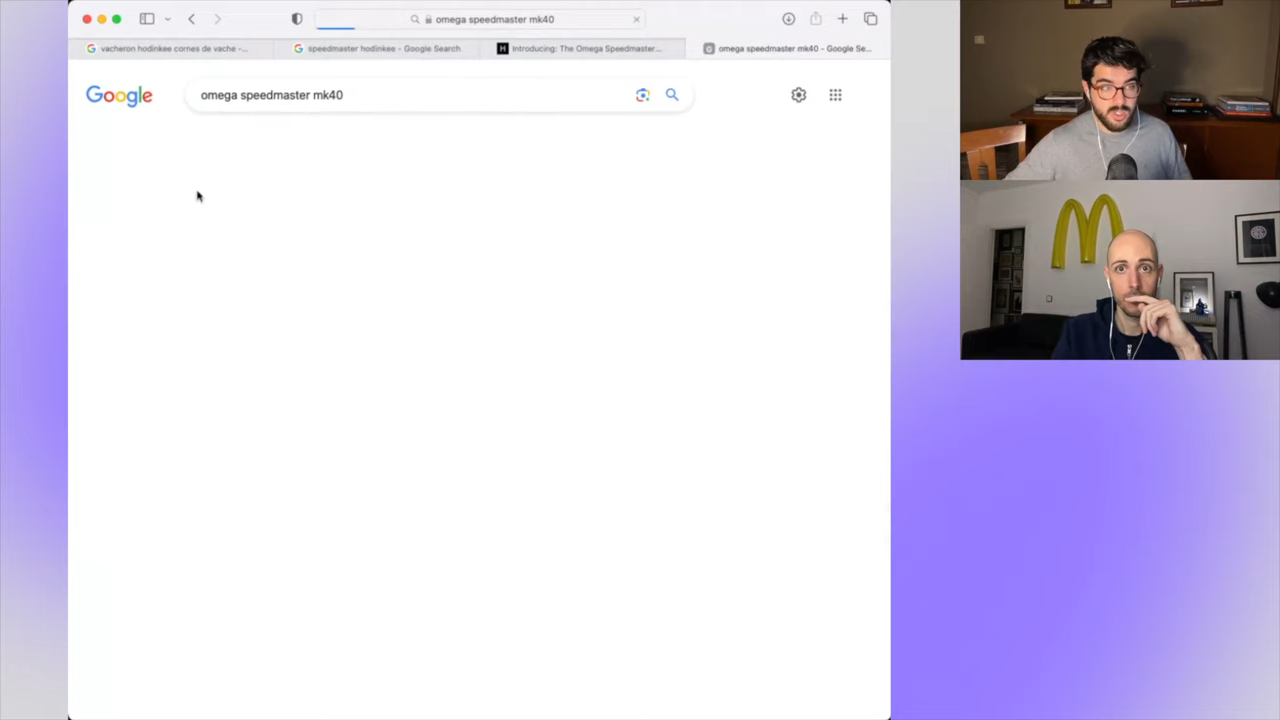 omega speedmaster mk40
vacheron hodinkee cornes de vache -...
speedmaster hodinkee - Google Search
H
Introducing: The Omega Speedmaster...
G
omega speedmaster mk40 - Google Se...
Google
omega speedmaster mk40